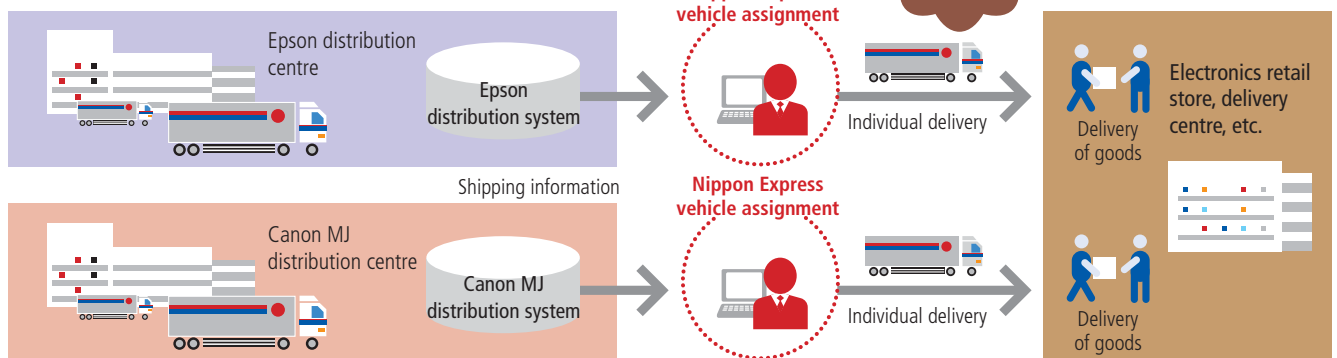 vehicle assignment
Epson distribution
centre
Epson
distribution system
Individual delivery
Delivery
of goods
Electronics retail
store, delivery
centre, etc.
Shipping information
Nippon Express
vehicle assignment
Canon MJ
distribution centre
Canon MJ
distribution system
Individual delivery
Delivery
of goods